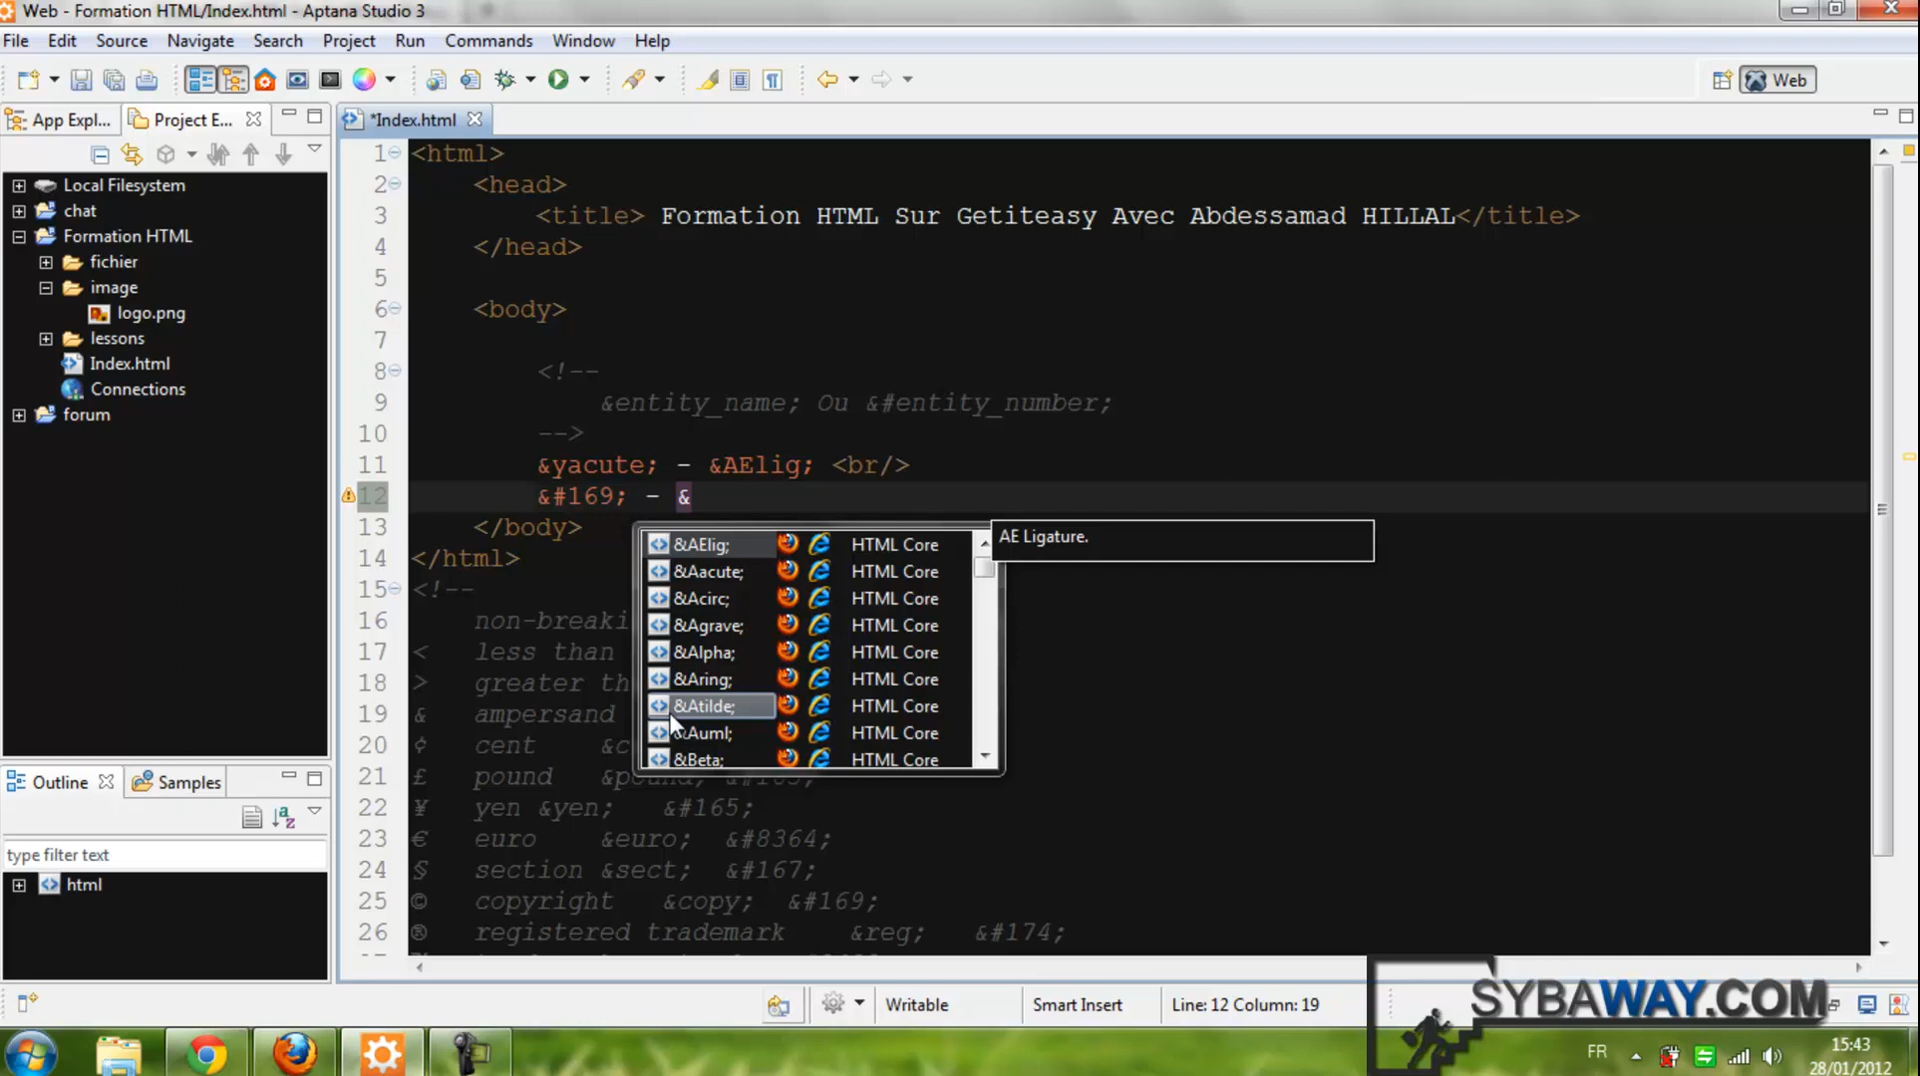 Web - Formation HTML/Index.html - Aptana Studio 3
File Edit Source Navigate Search Project Run Commands Window Help
Web
App Expl...
Project E...
*Index.html
Local Filesystem
chat
Formation HTML
fichier
image
logo.png
lessons
Index.html
Connections
forum
Outline
Samples
type filter text
html
1 <html>
2 <head>
3 <title> Formation HTML Sur Getiteasy Avec Abdessamad HILLAL</title>
4 </head>
5
6 <body>
7
8 <!--
9 &entity_name; Ou &#entity_number;
10 -->
11 &yacute; - &AElig; <br/>
12 &#169; - &
13 </body>
14 </html>
15 <!--
16 non-breaki
17 < less than
18 > greater th
19 & ampersand
20 ¢ cent &c
21 £ pound &pound;
22 ¥ yen &yen; &#165;
23 € euro &euro; &#8364;
24 § section &sect; &#167;
25 © copyright &copy; &#169;
26 ® registered trademark &reg; &#174;
&AElig; HTML Core
&Aacute; HTML Core
&Acirc; HTML Core
&Agrave; HTML Core
&Alpha; HTML Core
&Aring; HTML Core
&Atilde; HTML Core
&Auml; HTML Core
&Beta; HTML Core
AE Ligature.
Writable
Smart Insert
Line: 12 Column: 19
SYBAWAY.COM
FR
15:43
28/01/2012